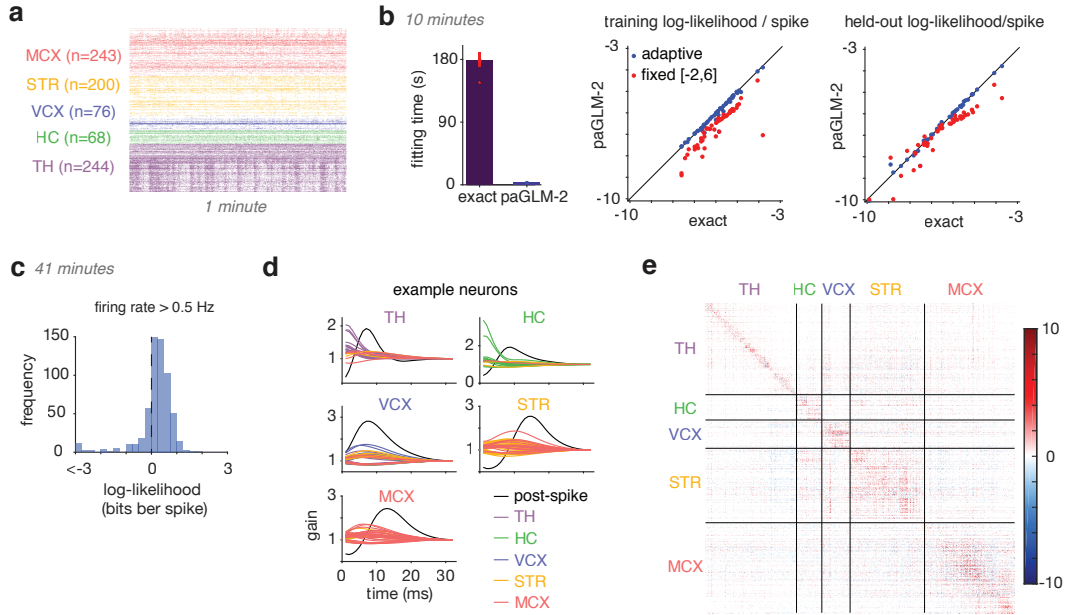 a
MCX (n=243)
STR (n=200)
VCX (n=76)
HC (n=68)
TH (n=244)
1 minute
b 10 minutes
fitting time (s)
180
90
0
exact paGLM-2
training log-likelihood / spike
-3
adaptive
fixed [-2,6]
paGLM-2
-10
-10 -3
exact
held-out log-likelihood/spike
-3
paGLM-2
-10
-10 -3
exact
c 41 minutes
firing rate > 0.5 Hz
frequency
150
100
50
0
<-3 0 3
log-likelihood
(bits ber spike)
d
example neurons
TH
2
1
HC
2
1
0
VCX
3
2
1
STR
2
1
0
MCX
3
2
1
gain
0 10 20 30
time (ms)
post-spike
TH
HC
VCX
STR
MCX
e
TH HC VCX STR MCX
TH
HC
VCX
STR
MCX
10
0
-10